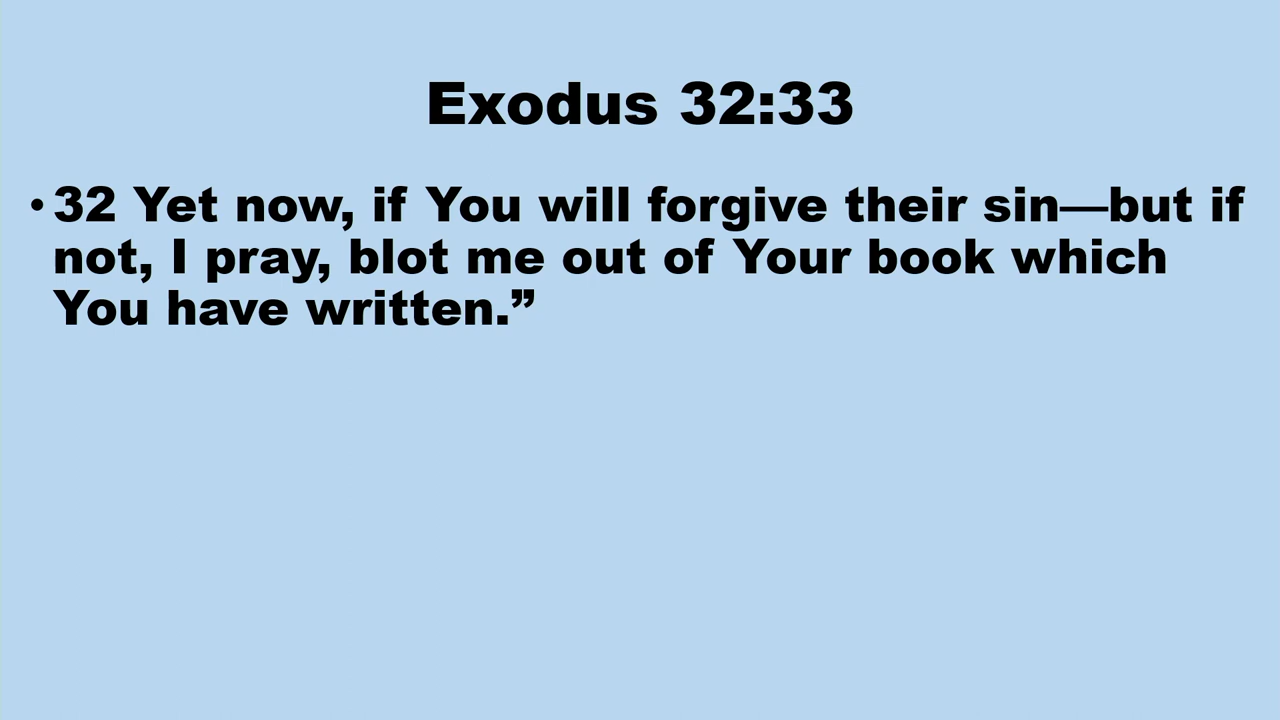 Exodus 32:33
• 32 Yet now, if You will forgive their sin—but if
not, I pray, blot me out of Your book which
You have written.”